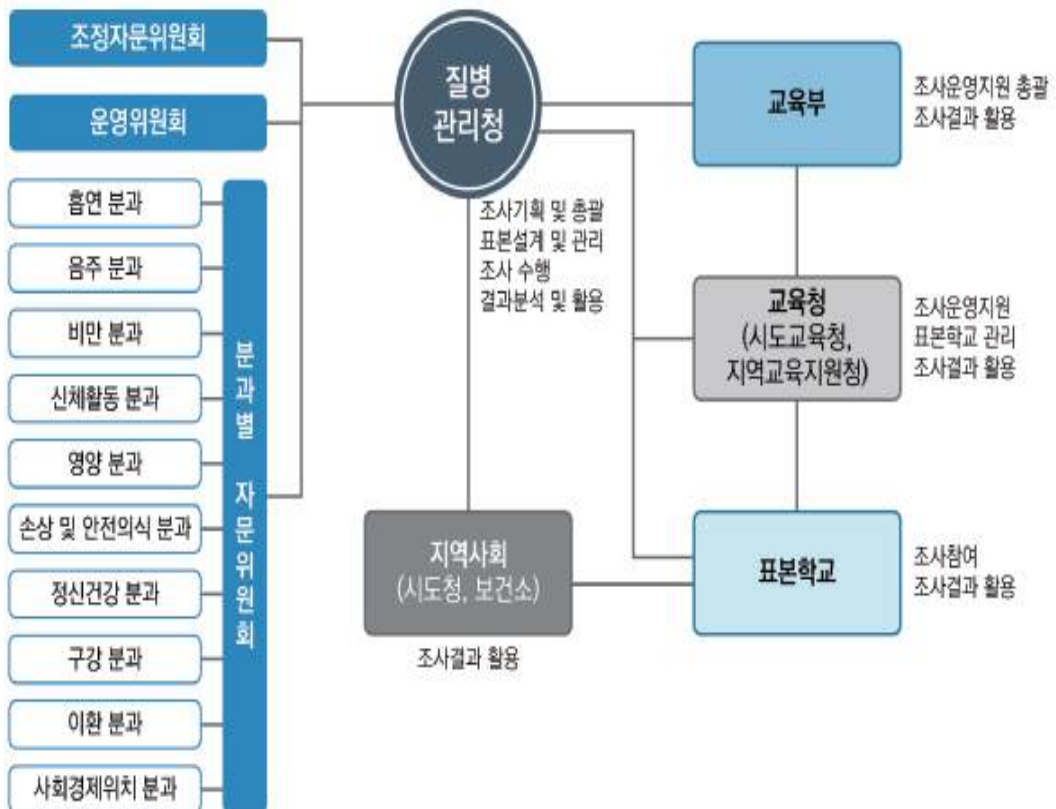 조정자문위원회
운영위원회
흡연 분과
음주 분과
비만 분과
신체활동 분과
영양 분과
손상 및 안전의식 분과
정신건강 분과
구강 분과
이환 분과
사회경제위치 분과
분과별 자문위원회
질병
관리청
조사기획 및 총괄
표본설계 및 관리
조사 수행
결과분석 및 활용
지역사회
(시도청, 보건소)
조사결과 활용
교육부
조사운영지원 총괄
조사결과 활용
교육청
(시도교육청,
지역교육지원청)
조사운영지원
표본학교 관리
조사결과 활용
표본학교
조사참여
조사결과 활용